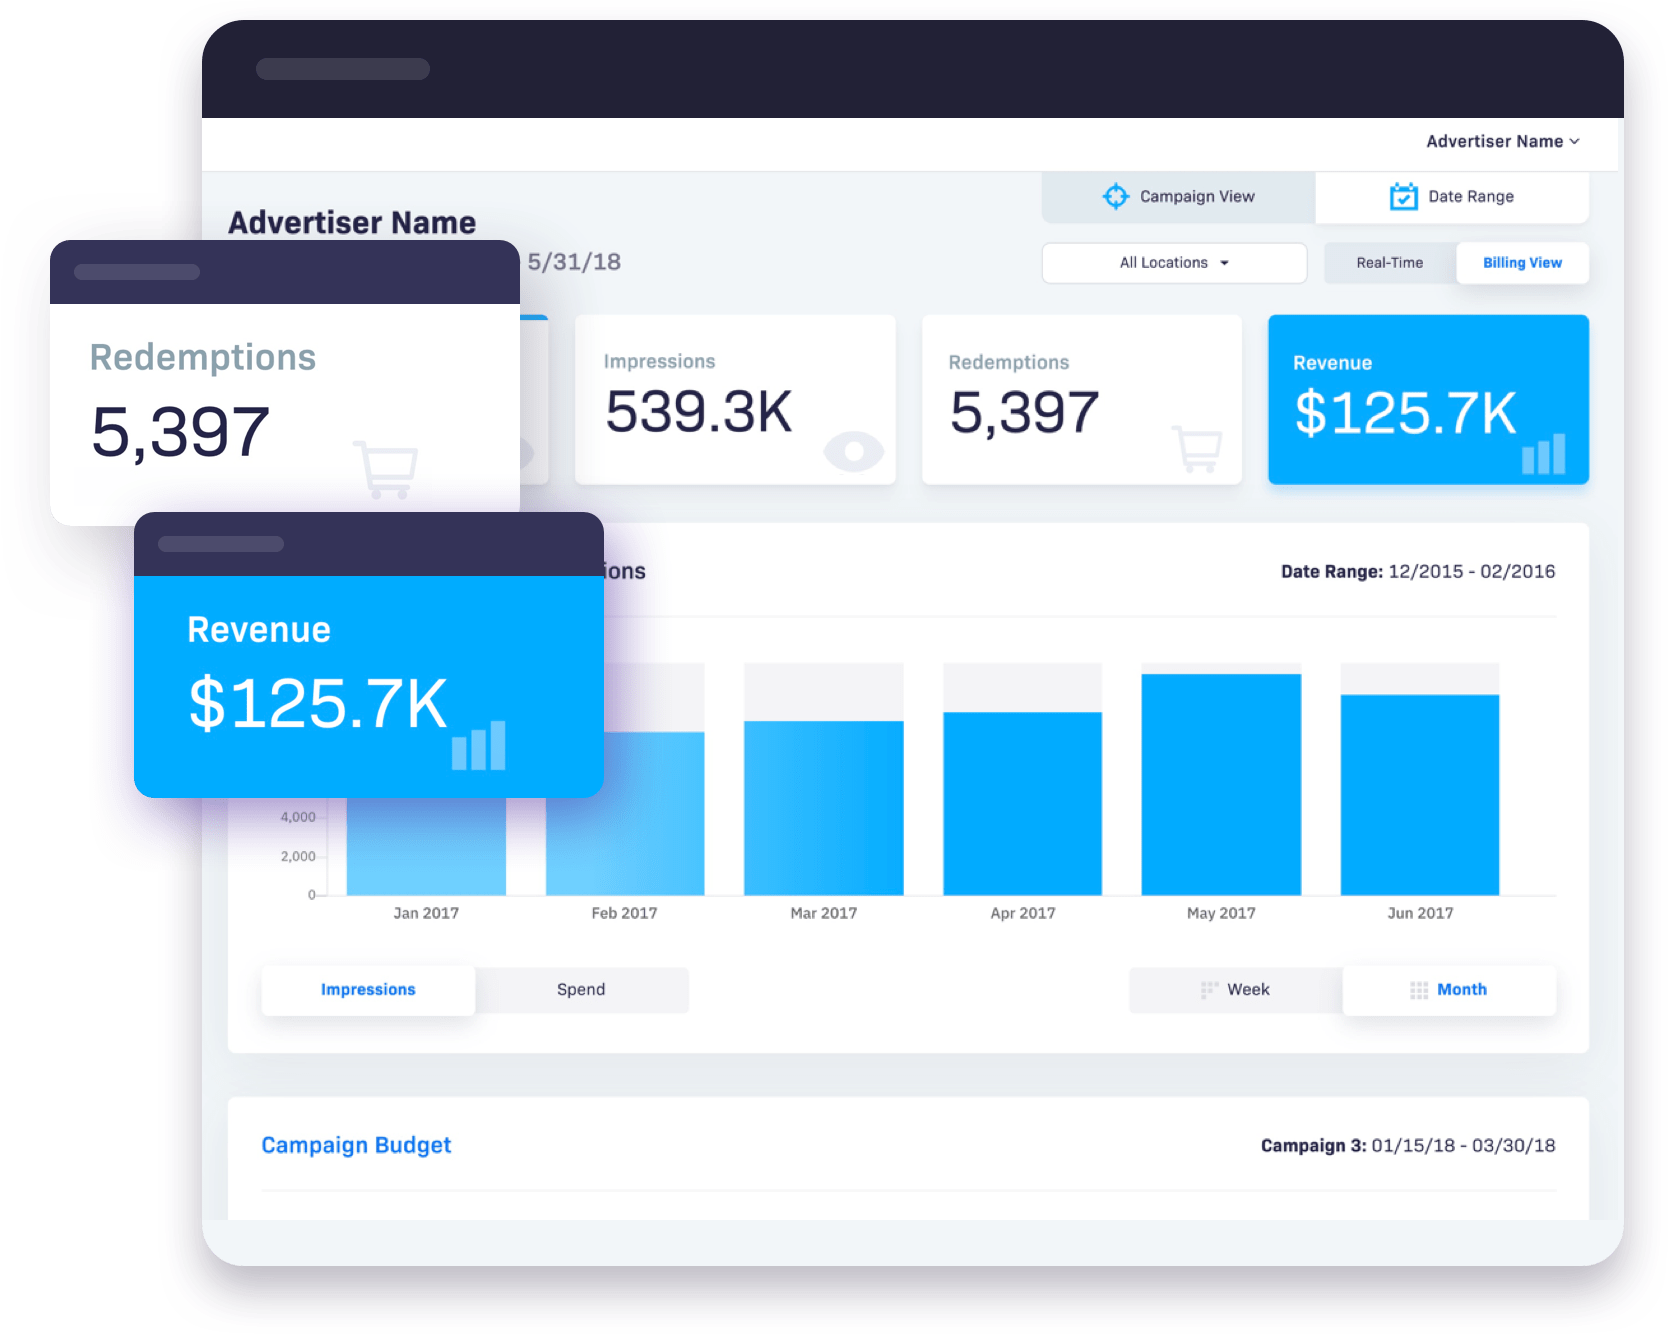 Advertiser Name
Campaign View
Date Range
Advertiser Name
5/31/18
All Locations
Real-Time
Billing View
Redemptions
5,397
Impressions
539.3K
Redemptions
5,397
Revenue
$125.7K
Revenue
$125.7K
Date Range: 12/2015 - 02/2016
4,000
2,000
0
Jan 2017
Feb 2017
Mar 2017
Apr 2017
May 2017
Jun 2017
Impressions
Spend
Week
Month
Campaign Budget
Campaign 3: 01/15/18 - 03/30/18